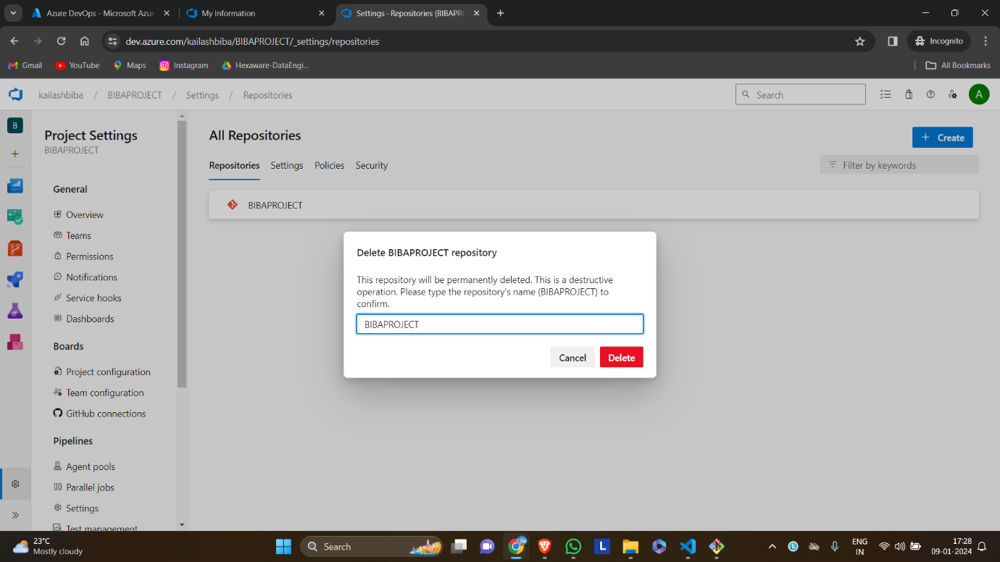 Azure DevOps - Microsoft Azur
My Information
Settings · Repositories (BIBAPRO
dev.azure.com/kailashbiba/BIBAPROJECT/_settings/repositories
Incognito
Gmail
YouTube
Maps
Instagram
Hexaware-DataEngi...
All Bookmarks
kailashbiba / BIBAPROJECT / Settings / Repositories
Search
A
B
Project Settings
BIBAPROJECT
General
Overview
Teams
Permissions
Notifications
Service hooks
Dashboards
Boards
Project configuration
Team configuration
GitHub connections
Pipelines
Agent pools
Parallel jobs
Settings
Test management
All Repositories
Create
Repositories
Settings
Policies
Security
Filter by keywords
BIBAPROJECT
Delete BIBAPROJECT repository
This repository will be permanently deleted. This is a destructive
operation. Please type the repository's name (BIBAPROJECT) to
confirm.
BIBAPROJECT
Cancel
Delete
23°C
Mostly cloudy
Search
L
L
ENG
IN
17:28
09-01-2024